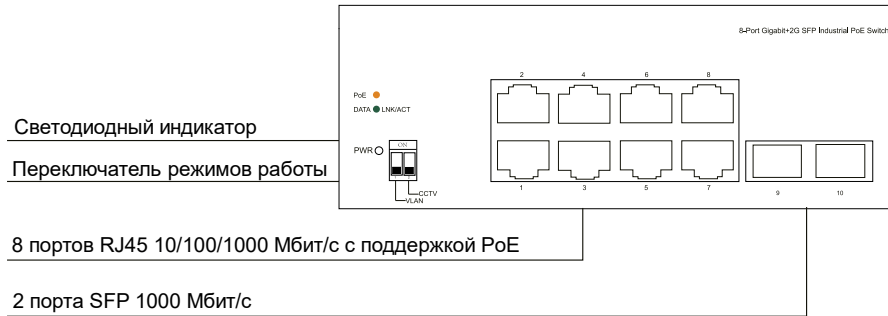 8-Port Gigabit+2G SFP Industrial PoE Switch
2 4 6 8
PoE
DATA LNK/ACT
Светодиодный индикатор
PWR ON
Переключатель режимов работы
CCTV
VLAN
1 3 5 7
9 10
8 портов RJ45 10/100/1000 Мбит/с с поддержкой PoE
2 порта SFP 1000 Мбит/с